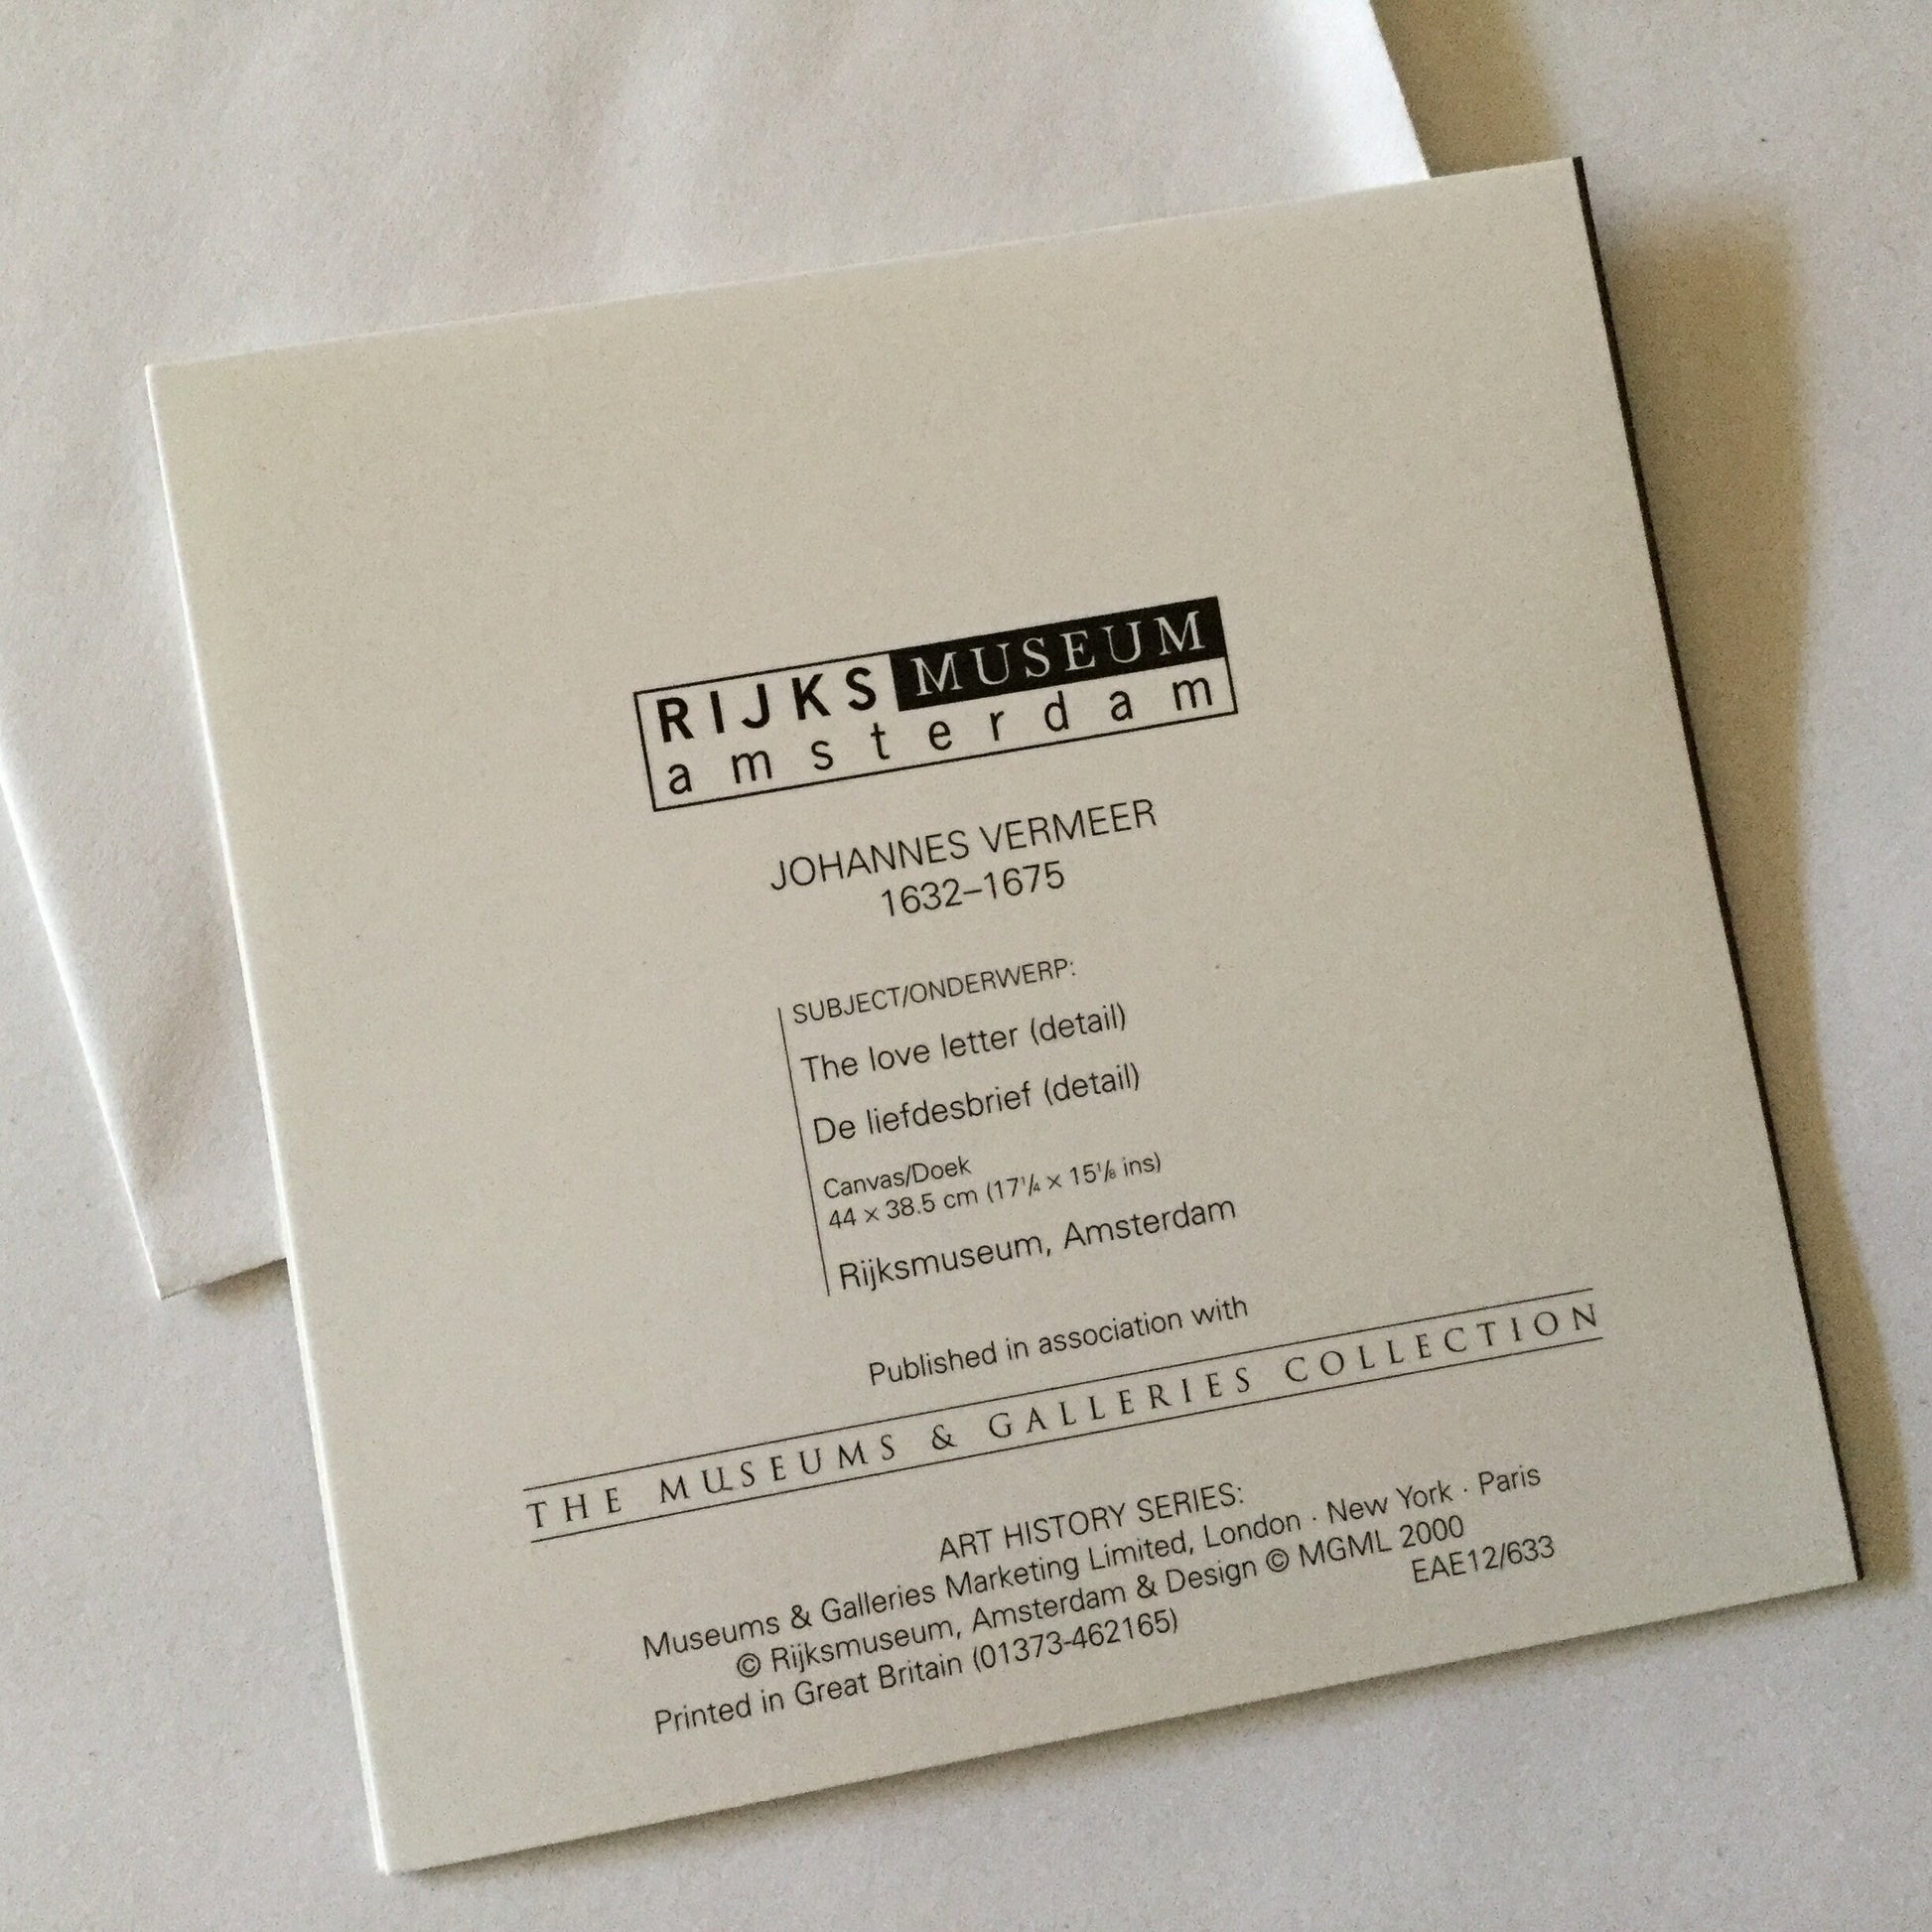 RIJKS MUSEUM
amsterdam
JOHANNES VERMEER
1632–1675
SUBJECT/ONDERWERP:
The love letter (detail)
De liefdesbrief (detail)
Canvas/Doek
44 × 38.5 cm (17¼ × 15⅛ ins)
Rijksmuseum, Amsterdam
Published in association with
THE MUSEUMS & GALLERIES COLLECTION
ART HISTORY SERIES:
Museums & Galleries Marketing Limited, London · New York · Paris
© Rijksmuseum, Amsterdam & Design © MGML 2000
Printed in Great Britain (01373-462165) EAE12/633